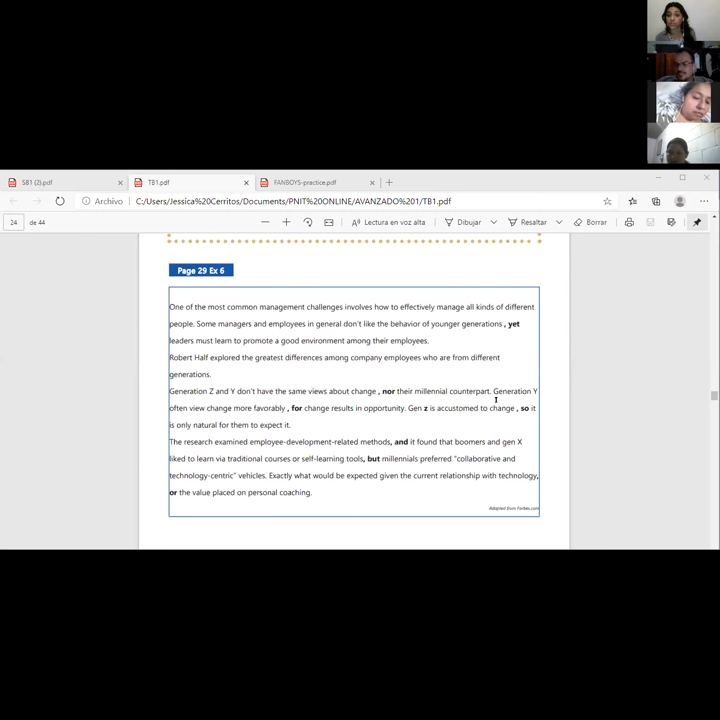 SB1 (2).pdf
TB1.pdf
FANBOYS-practice.pdf
Archivo
C:/Users/Jessica%20Cerritos/Documents/PNIT%20ONLINE/AVANZADO%201/TB1.pdf
24 de 44
Lectura en voz alta
Dibujar
Resaltar
Borrar
Page 29 Ex 6
One of the most common management challenges involves how to effectively manage all kinds of different
people. Some managers and employees in general don't like the behavior of younger generations , yet
leaders must learn to promote a good environment among their employees.
Robert Half explored the greatest differences among company employees who are from different
generations.
Generation Z and Y don't have the same views about change , nor their millennial counterpart. Generation Y
often view change more favorably , for change results in opportunity. Gen z is accustomed to change , so it
is only natural for them to expect it.
The research examined employee-development-related methods, and it found that boomers and gen X
liked to learn via traditional courses or self-learning tools, but millennials preferred "collaborative and
technology-centric" vehicles. Exactly what would be expected given the current relationship with technology,
or the value placed on personal coaching.
Adapted from Forbes.com